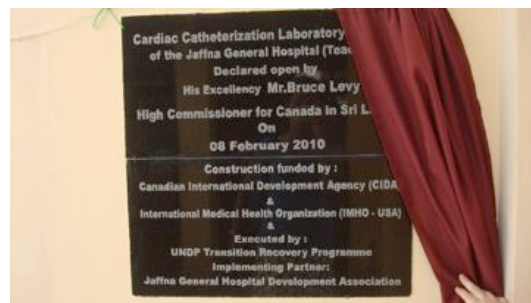 Cardiac Catheterization Laboratory
of the Jaffna General Hospital (Tea
Declared open by
His Excellency Mr.Bruce Levy
High Commissioner for Canada in Sri L
On
08 February 2010
Construction funded by :
Canadian International Development Agency (CIDA
&
International Medical Health Organization (IMHO - USA)
&
Executed by :
UNDP Transition Recovery Programme
Implementing Partner:
Jaffna General Hospital Development Association